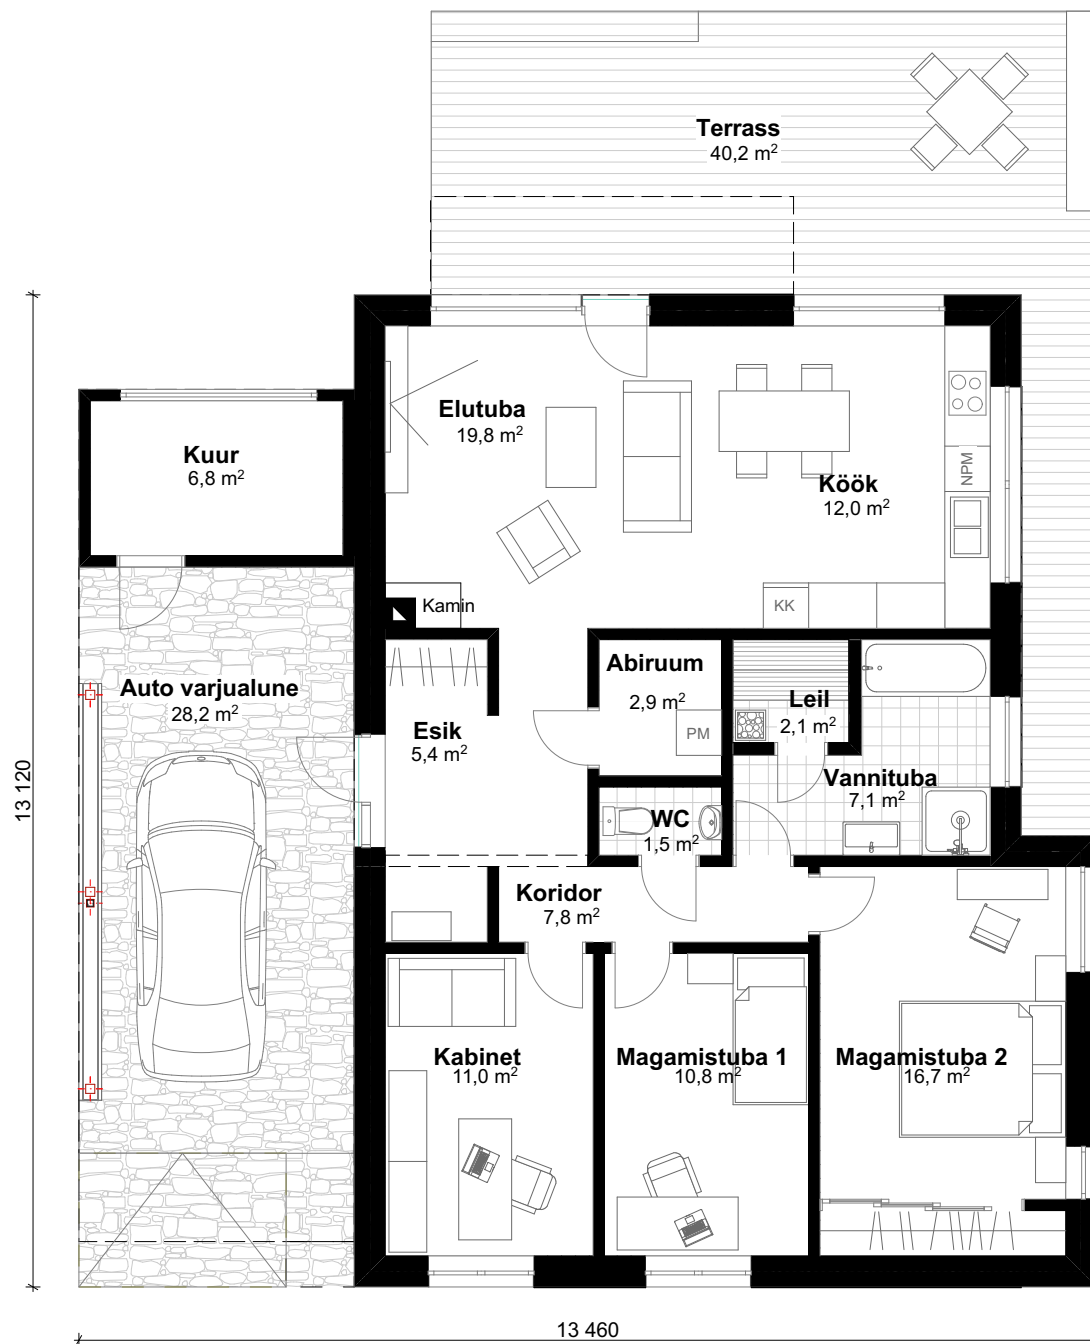 Terrass
40,2 m²
Elutuba
19,8 m²
Kuur
6,8 m²
Köök
12,0 m²
NPM
KK
Kamin
Abiruum
2,9 m²
PM
Leil
2,1 m²
Auto varjualune
28,2 m²
Esik
5,4 m²
Vannituba
7,1 m²
WC
1,5 m²
Koridor
7,8 m²
Kabinet
11,0 m²
Magamistuba 1
10,8 m²
Magamistuba 2
16,7 m²
13 120
13 460